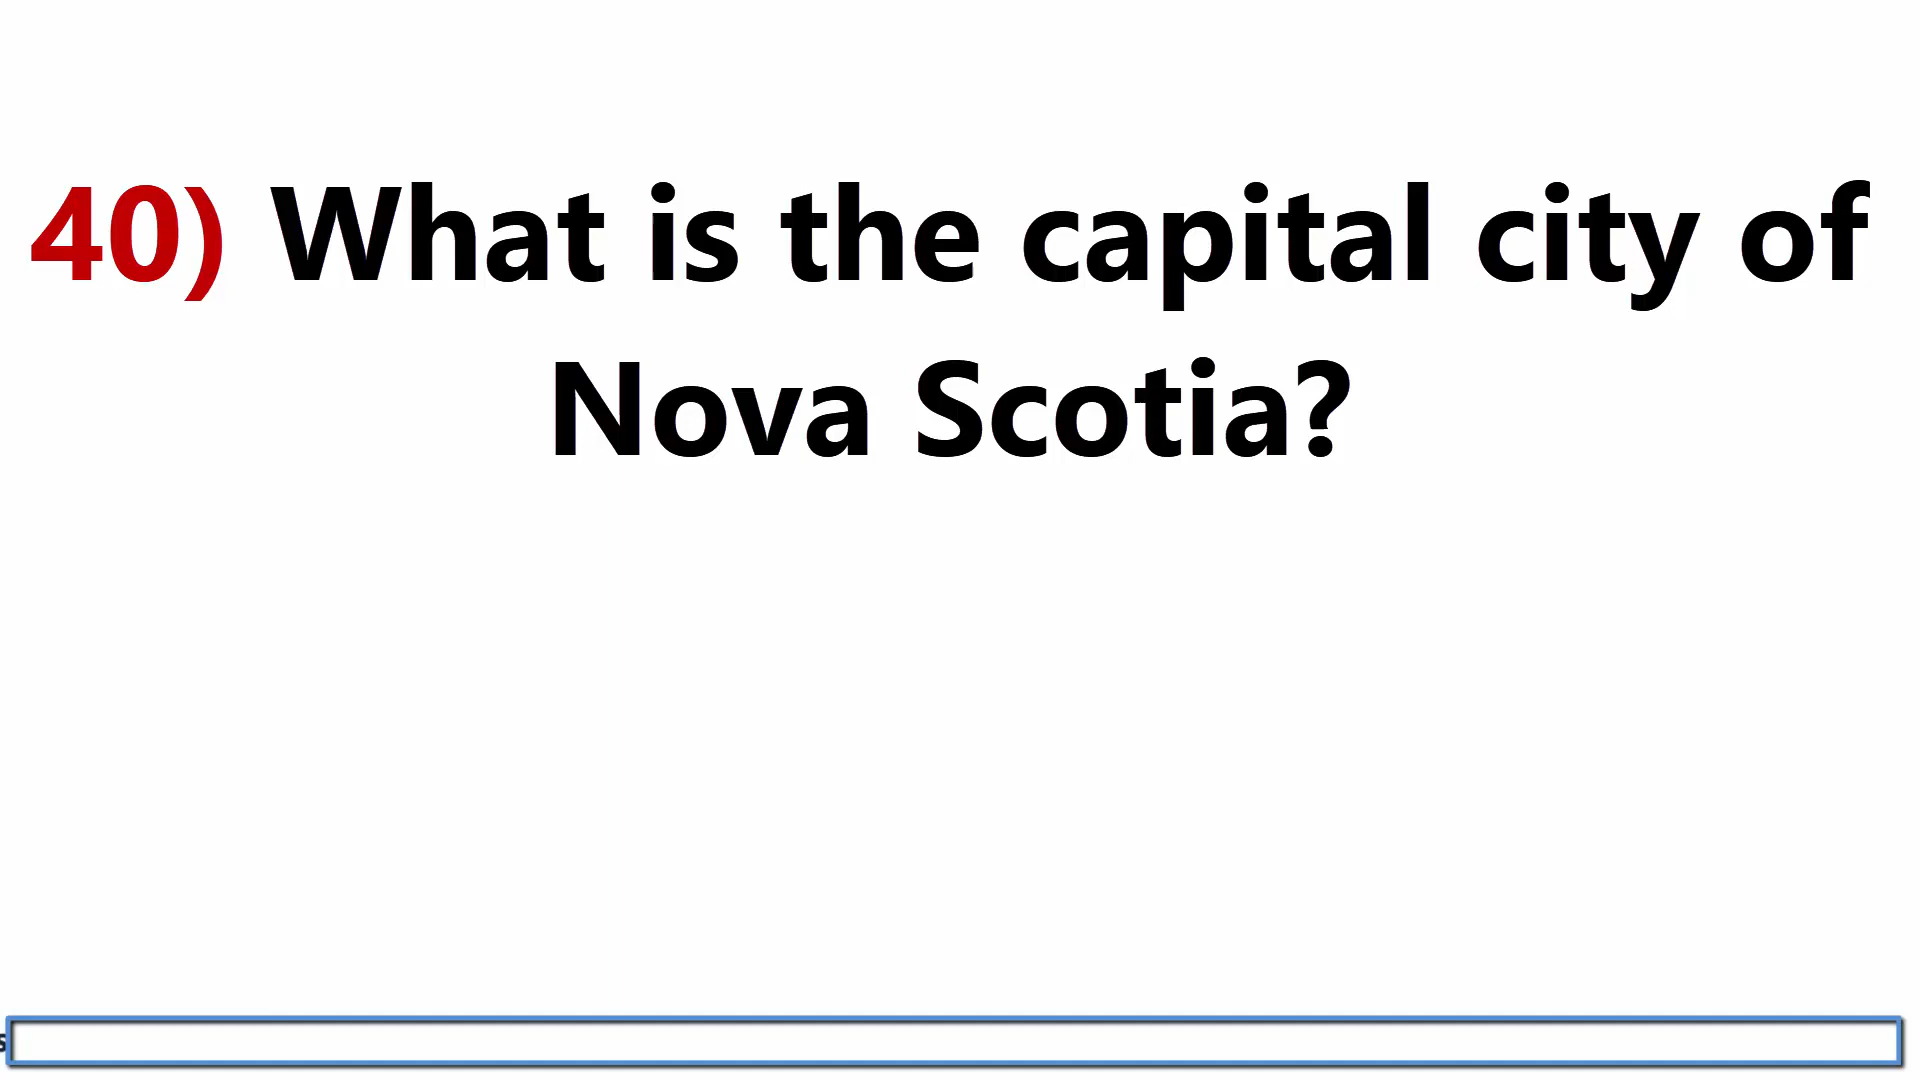 40) What is the capital city of
Nova Scotia?